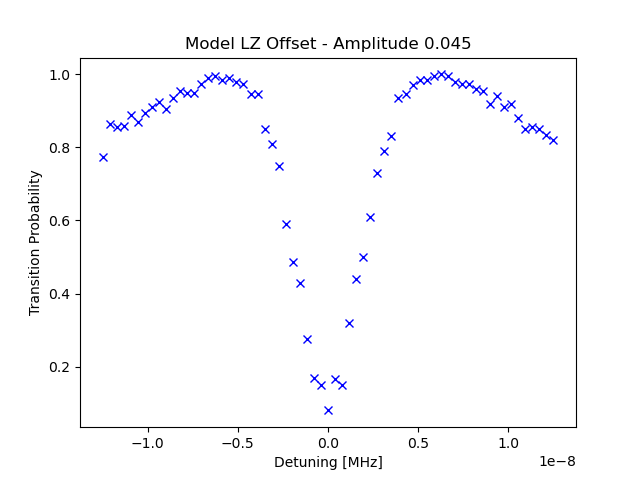 Model LZ Offset - Amplitude 0.045
Transition Probability
1.0
0.8
0.6
0.4
0.2
−1.0
−0.5
0.0
0.5
1.0
1e−8
Detuning [MHz]